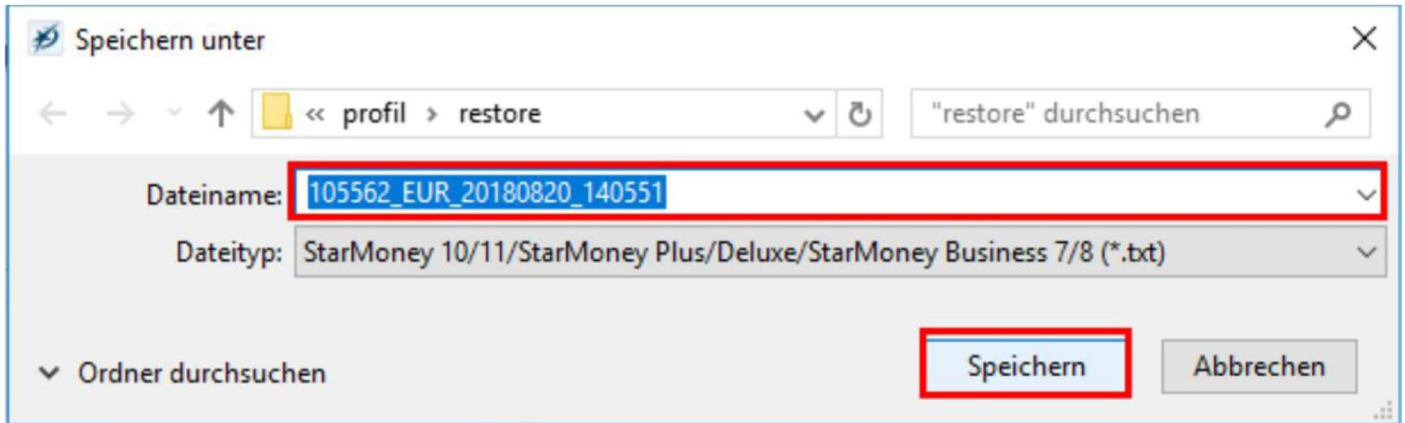 Speichern unter
« profil > restore "restore" durchsuchen
Dateiname: 105562_EUR_20180820_140551
Dateityp: StarMoney 10/11/StarMoney Plus/Deluxe/StarMoney Business 7/8 (*.txt)
Ordner durchsuchen Speichern Abbrechen